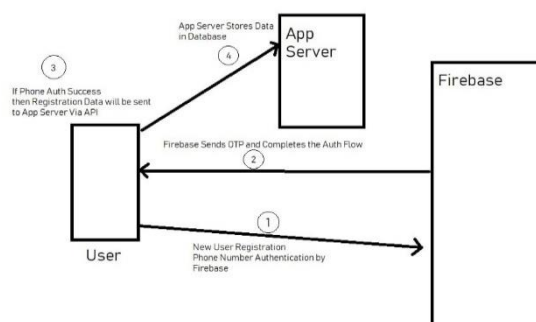 App Server Stores Data
in Database
4
App
Server
3
If Phone Auth Success
then Registration Data will be sent
to App Server Via API
Firebase
Firebase Sends OTP and Completes the Auth Flow
2
1
User
New User Registration
Phone Number Authentication by
Firebase